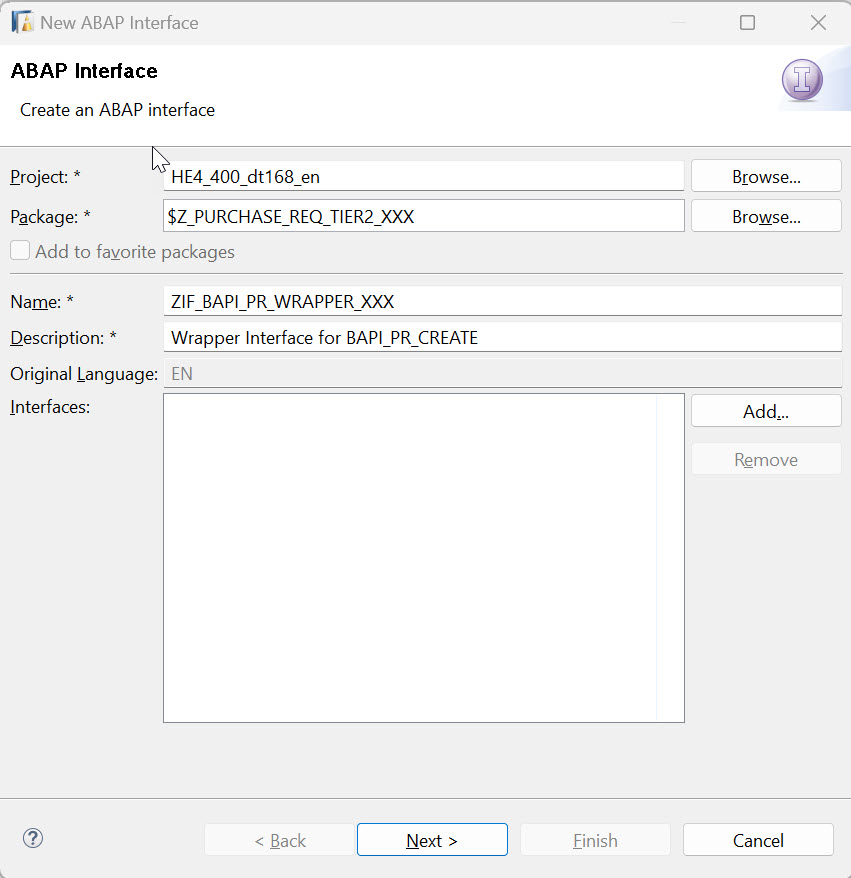 New ABAP Interface
ABAP Interface
Create an ABAP interface
Project: * HE4_400_dt168_en Browse...
Package: * $Z_PURCHASE_REQ_TIER2_XXX Browse...
Add to favorite packages
Name: * ZIF_BAPI_PR_WRAPPER_XXX
Description: * Wrapper Interface for BAPI_PR_CREATE
Original Language: EN
Interfaces: Add...
Remove
? < Back Next > Finish Cancel